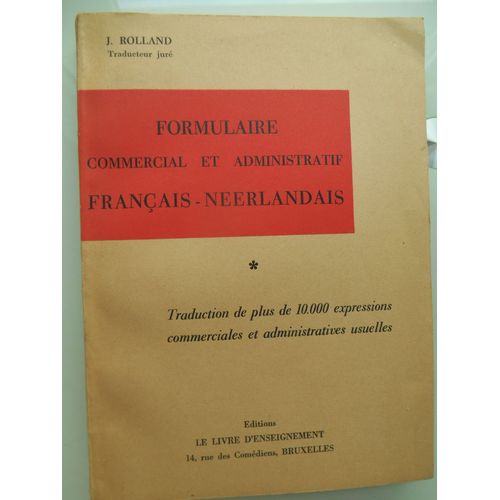 J. ROLLAND
Traducteur juré
FORMULAIRE
COMMERCIAL ET ADMINISTRATIF
FRANÇAIS - NEERLANDAIS
*
Traduction de plus de 10.000 expressions
commerciales et administratives usuelles
Editions
LE LIVRE D'ENSEIGNEMENT
14, rue des Comédiens, BRUXELLES